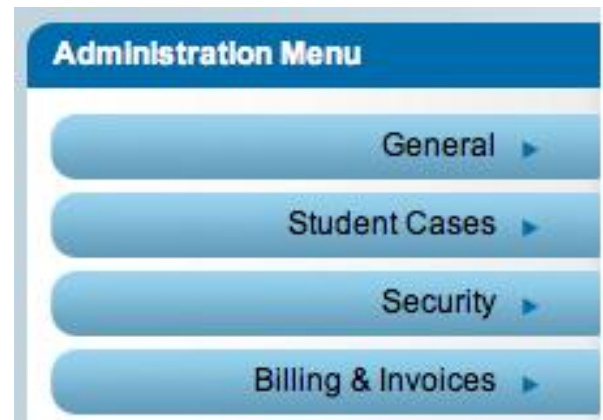 Administration Menu
General
Student Cases
Security
Billing & Invoices